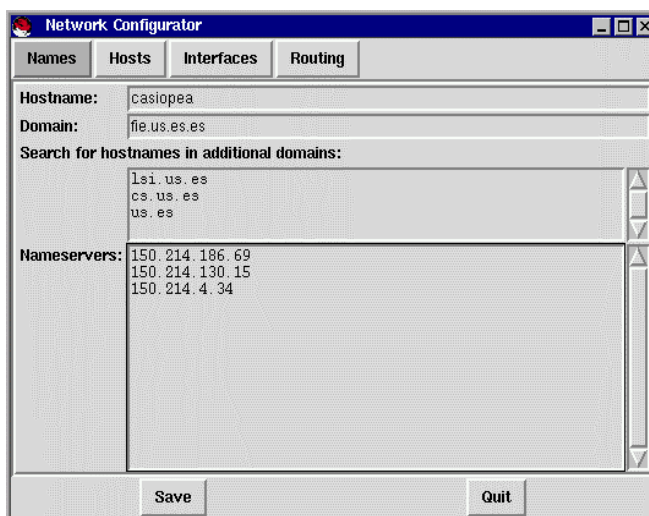 Network Configurator
Names Hosts Interfaces Routing
Hostname: casiopea
Domain: fie.us.es.es
Search for hostnames in additional domains:
lsi.us.es
cs.us.es
us.es
Nameservers: 150.214.186.69
150.214.130.15
150.214.4.34
Save Quit